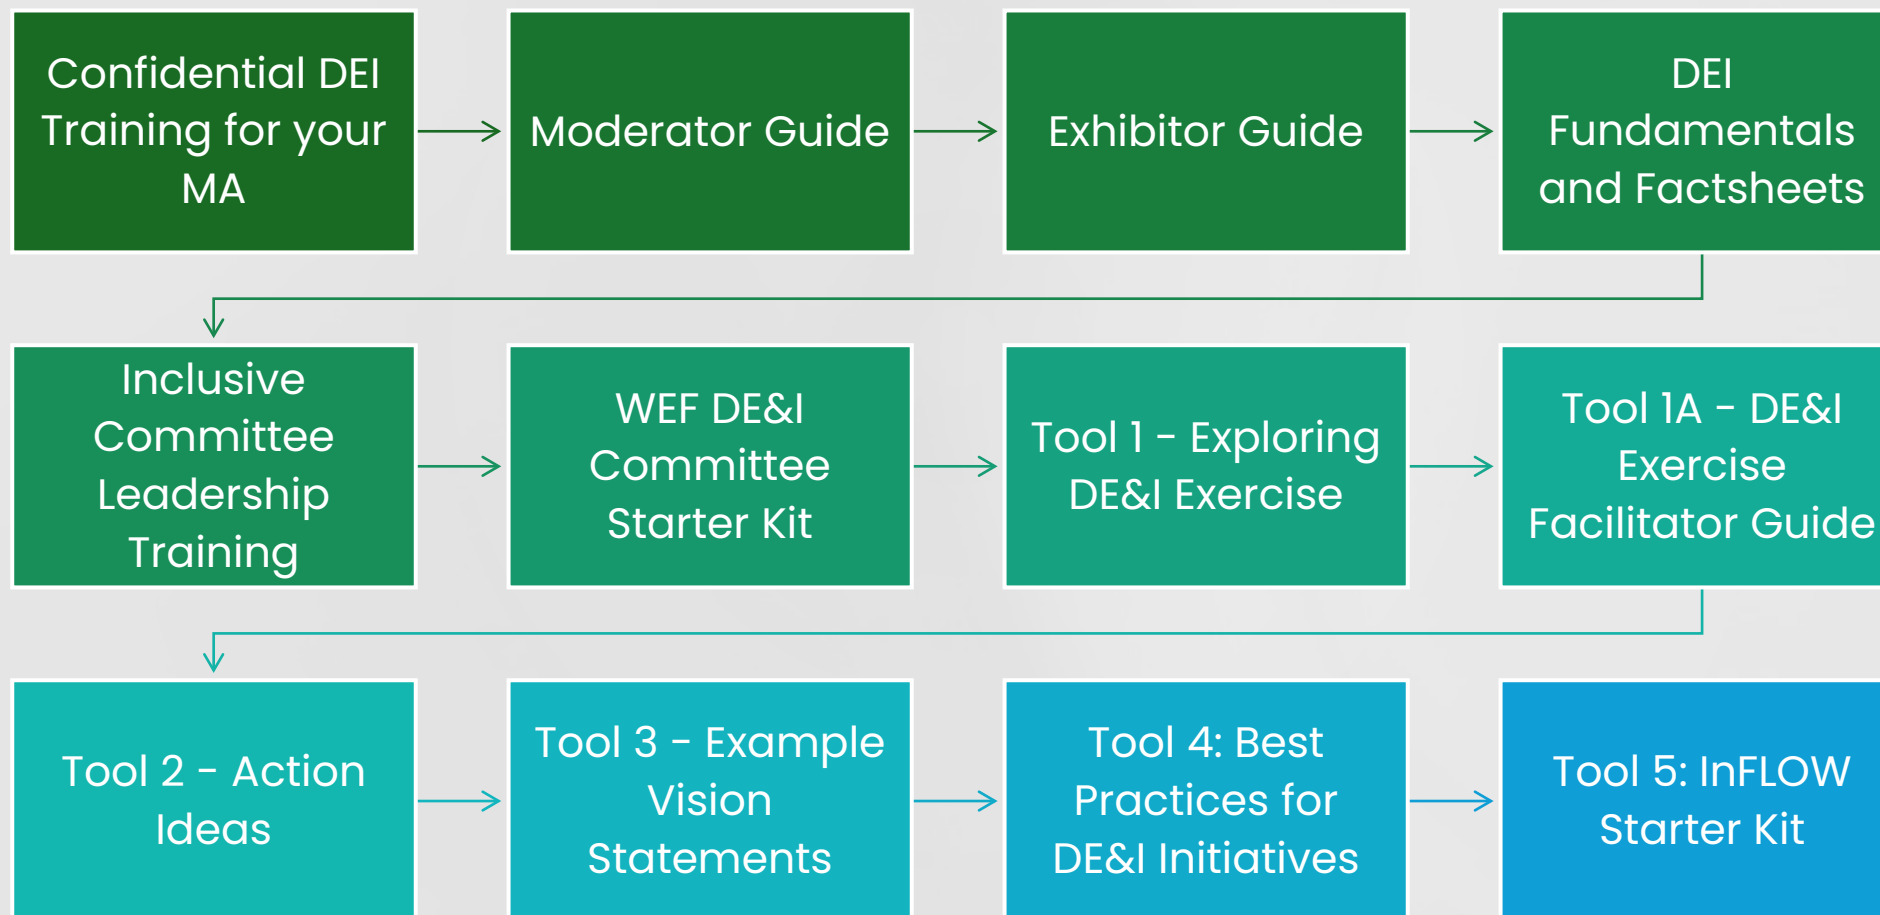 Confidential DEI
Training for your
MA
Moderator Guide
Exhibitor Guide
DEI
Fundamentals
and Factsheets
Inclusive
Committee
Leadership
Training
WEF DE&I
Committee
Starter Kit
Tool 1 - Exploring
DE&I Exercise
Tool 1A - DE&I
Exercise
Facilitator Guide
Tool 2 - Action
Ideas
Tool 3 - Example
Vision
Statements
Tool 4: Best
Practices for
DE&I Initiatives
Tool 5: InFLOW
Starter Kit